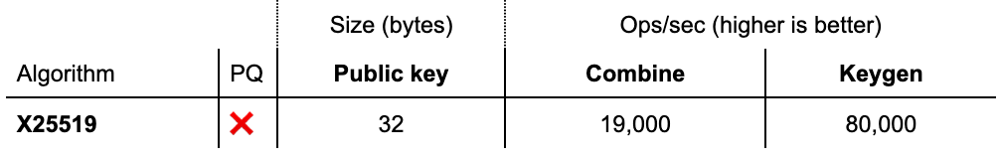 Size (bytes) Ops/sec (higher is better)
Algorithm PQ Public key Combine Keygen
X25519 ❌ 32 19,000 80,000